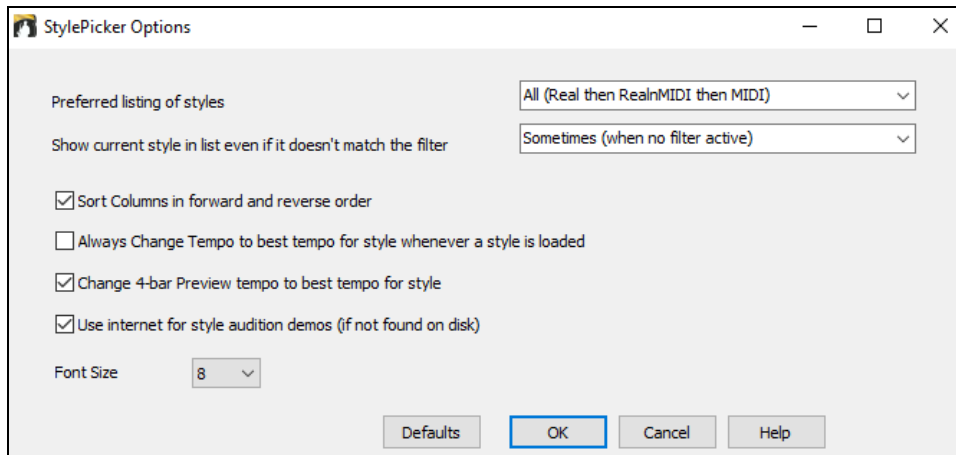 StylePicker Options
Preferred listing of styles All (Real then RealnMIDI then MIDI)
Show current style in list even if it doesn't match the filter Sometimes (when no filter active)
Sort Columns in forward and reverse order
Always Change Tempo to best tempo for style whenever a style is loaded
Change 4-bar Preview tempo to best tempo for style
Use internet for style audition demos (if not found on disk)
Font Size 8
Defaults OK Cancel Help